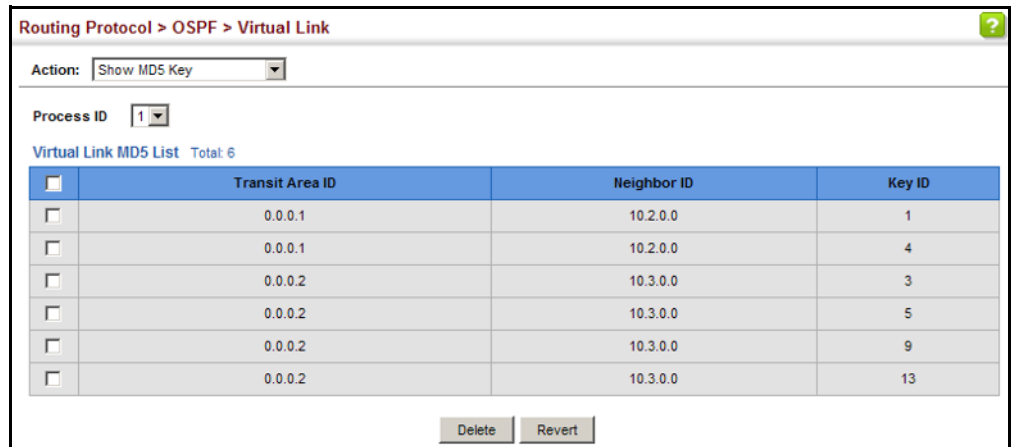 Routing Protocol > OSPF > Virtual Link ?
Action: Show MD5 Key
Process ID 1
Virtual Link MD5 List Total: 6
Transit Area ID Neighbor ID Key ID
0.0.0.1 10.2.0.0 1
0.0.0.1 10.2.0.0 4
0.0.0.2 10.3.0.0 3
0.0.0.2 10.3.0.0 5
0.0.0.2 10.3.0.0 9
0.0.0.2 10.3.0.0 13
Delete Revert